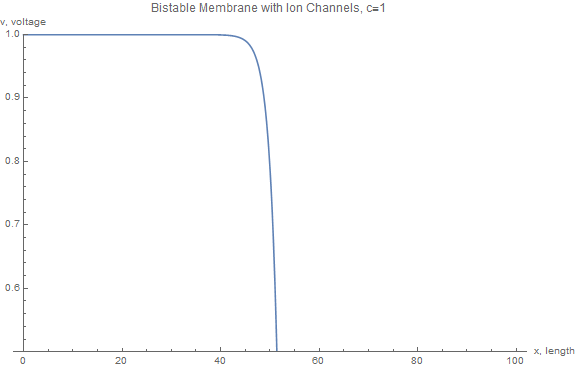 Bistable Membrane with Ion Channels, c=1
v, voltage
1.0
0.9
0.8
0.7
0.6
0 20 40 60 80 100 x, length